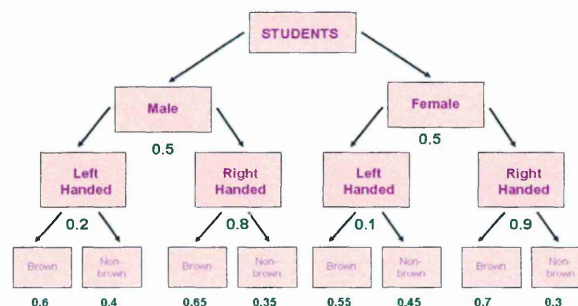 STUDENTS
Male
Female
0.5
0.5
Left
Handed
Right
Handed
Left
Handed
Right
Handed
0.2
0.8
0.1
0.9
Brown
Non-
brown
Brown
Non-
brown
Brown
Non-
brown
Brown
Non-
brown
0.6
0.4
0.65
0.35
0.55
0.45
0.7
0.3